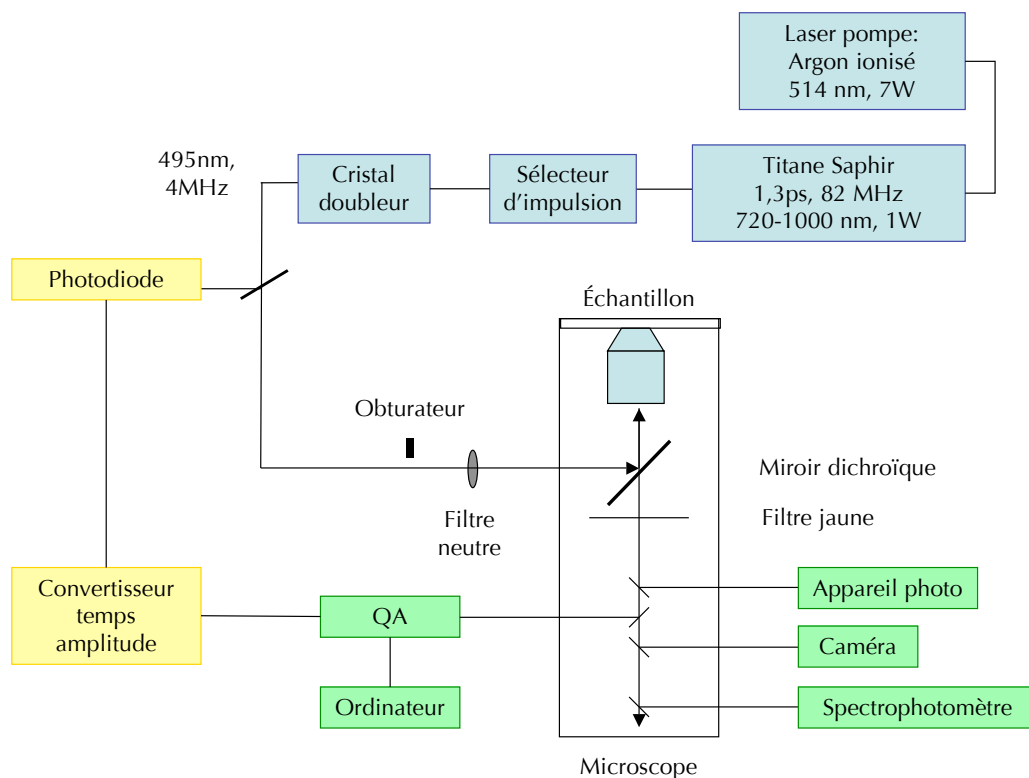 Laser pompe:
Argon ionisé
514 nm, 7W
495nm,
4MHz
Cristal
doubleur
Sélecteur
d’impulsion
Titane Saphir
1,3ps, 82 MHz
720-1000 nm, 1W
Photodiode
Échantillon
Obturateur
Miroir dichroïque
Filtre
neutre
Filtre jaune
Convertisseur
temps
amplitude
QA
Appareil photo
Caméra
Ordinateur
Spectrophotomètre
Microscope